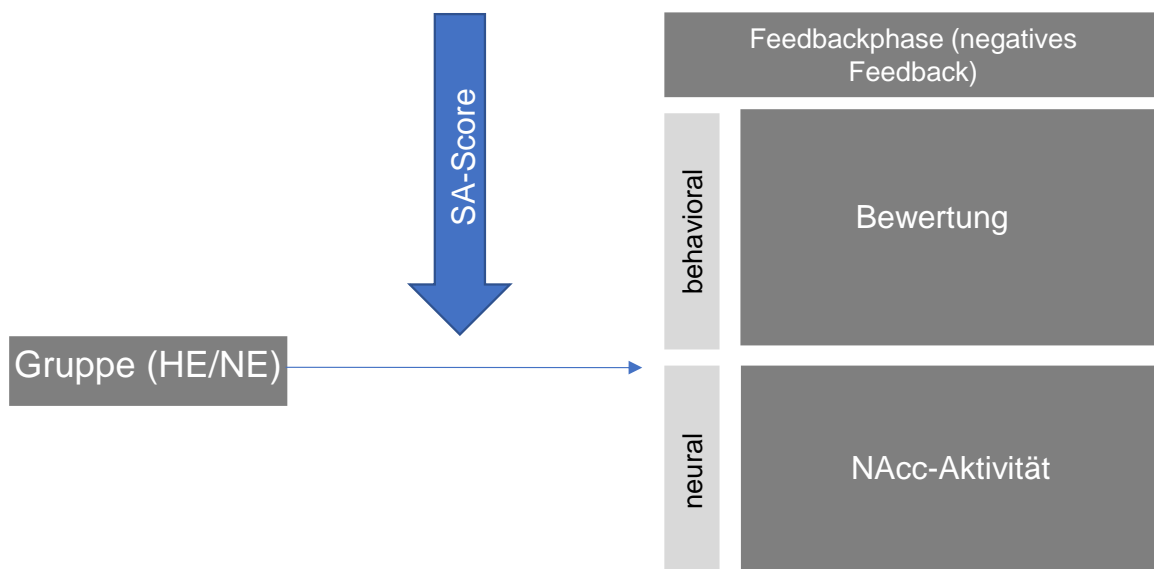 Feedbackphase (negatives
Feedback)
SA-Score
behavioral
Bewertung
Gruppe (HE/NE)
neural
NAcc-Aktivität